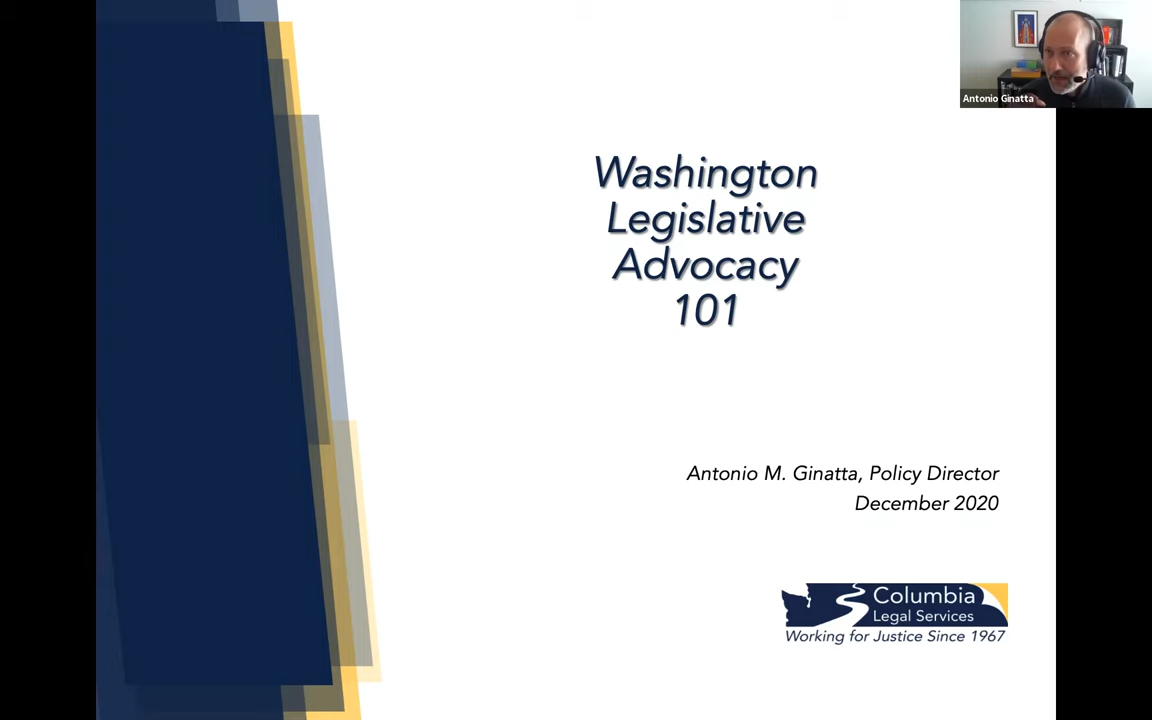 Antonio Ginatta
Washington
Legislative
Advocacy
101
Antonio M. Ginatta, Policy Director
December 2020
Columbia
Legal Services
Working for Justice Since 1967